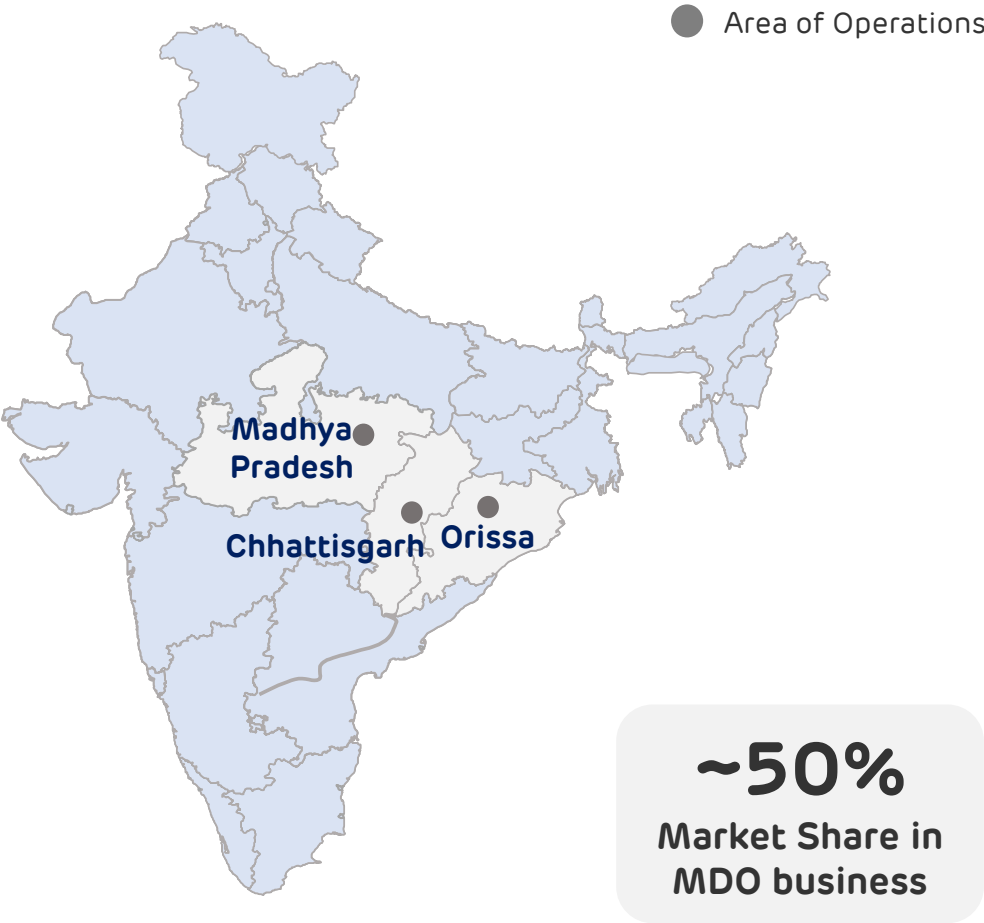 Area of Operations
Madhya
Pradesh
Chhattisgarh
Orissa
~50%
Market Share in
MDO business